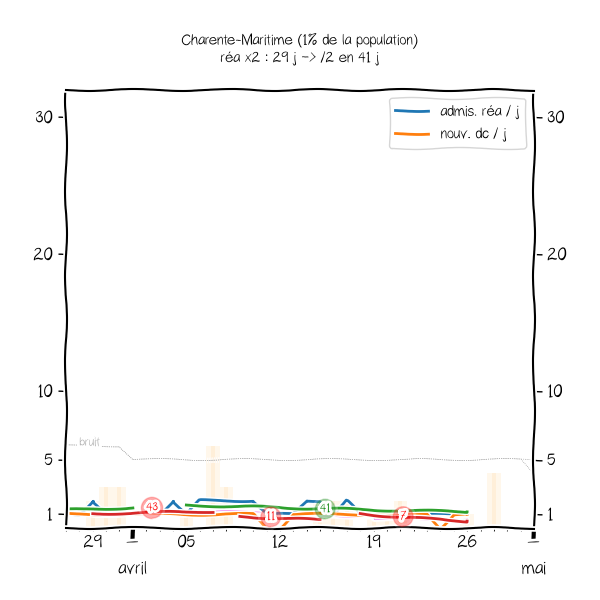 Charente-Maritime (1% de la population)
réa x2 : 29 j -> /2 en 41 j
admis. réa / j
nouv. dc / j
30 30
20 20
10 10
bruit
5 5
43 11 41 7
1 1
29 05 12 19 26
avril mai